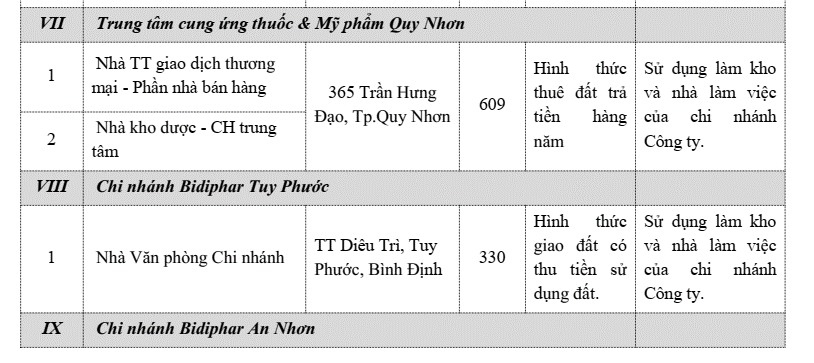 VII Trung tâm cung ứng thuốc & Mỹ phẩm Quy Nhơn
1
Nhà TT giao dịch thương
mại - Phần nhà bán hàng
2
Nhà kho dược - CH trung
tâm
365 Trần Hưng
Đạo, Tp.Quy Nhơn
609
Hình thức
thuê đất trả
tiền hàng
năm
Sử dụng làm kho
và nhà làm việc
của chi nhánh
Công ty.
VIII Chi nhánh Bidiphar Tuy Phước
1
Nhà Văn phòng Chi nhánh
TT Diêu Trì, Tuy
Phước, Bình Định
330
Hình thức
giao đất có
thu tiền sử
dụng đất.
Sử dụng làm kho
và nhà làm việc
của chi nhánh
Công ty.
IX Chi nhánh Bidiphar An Nhơn